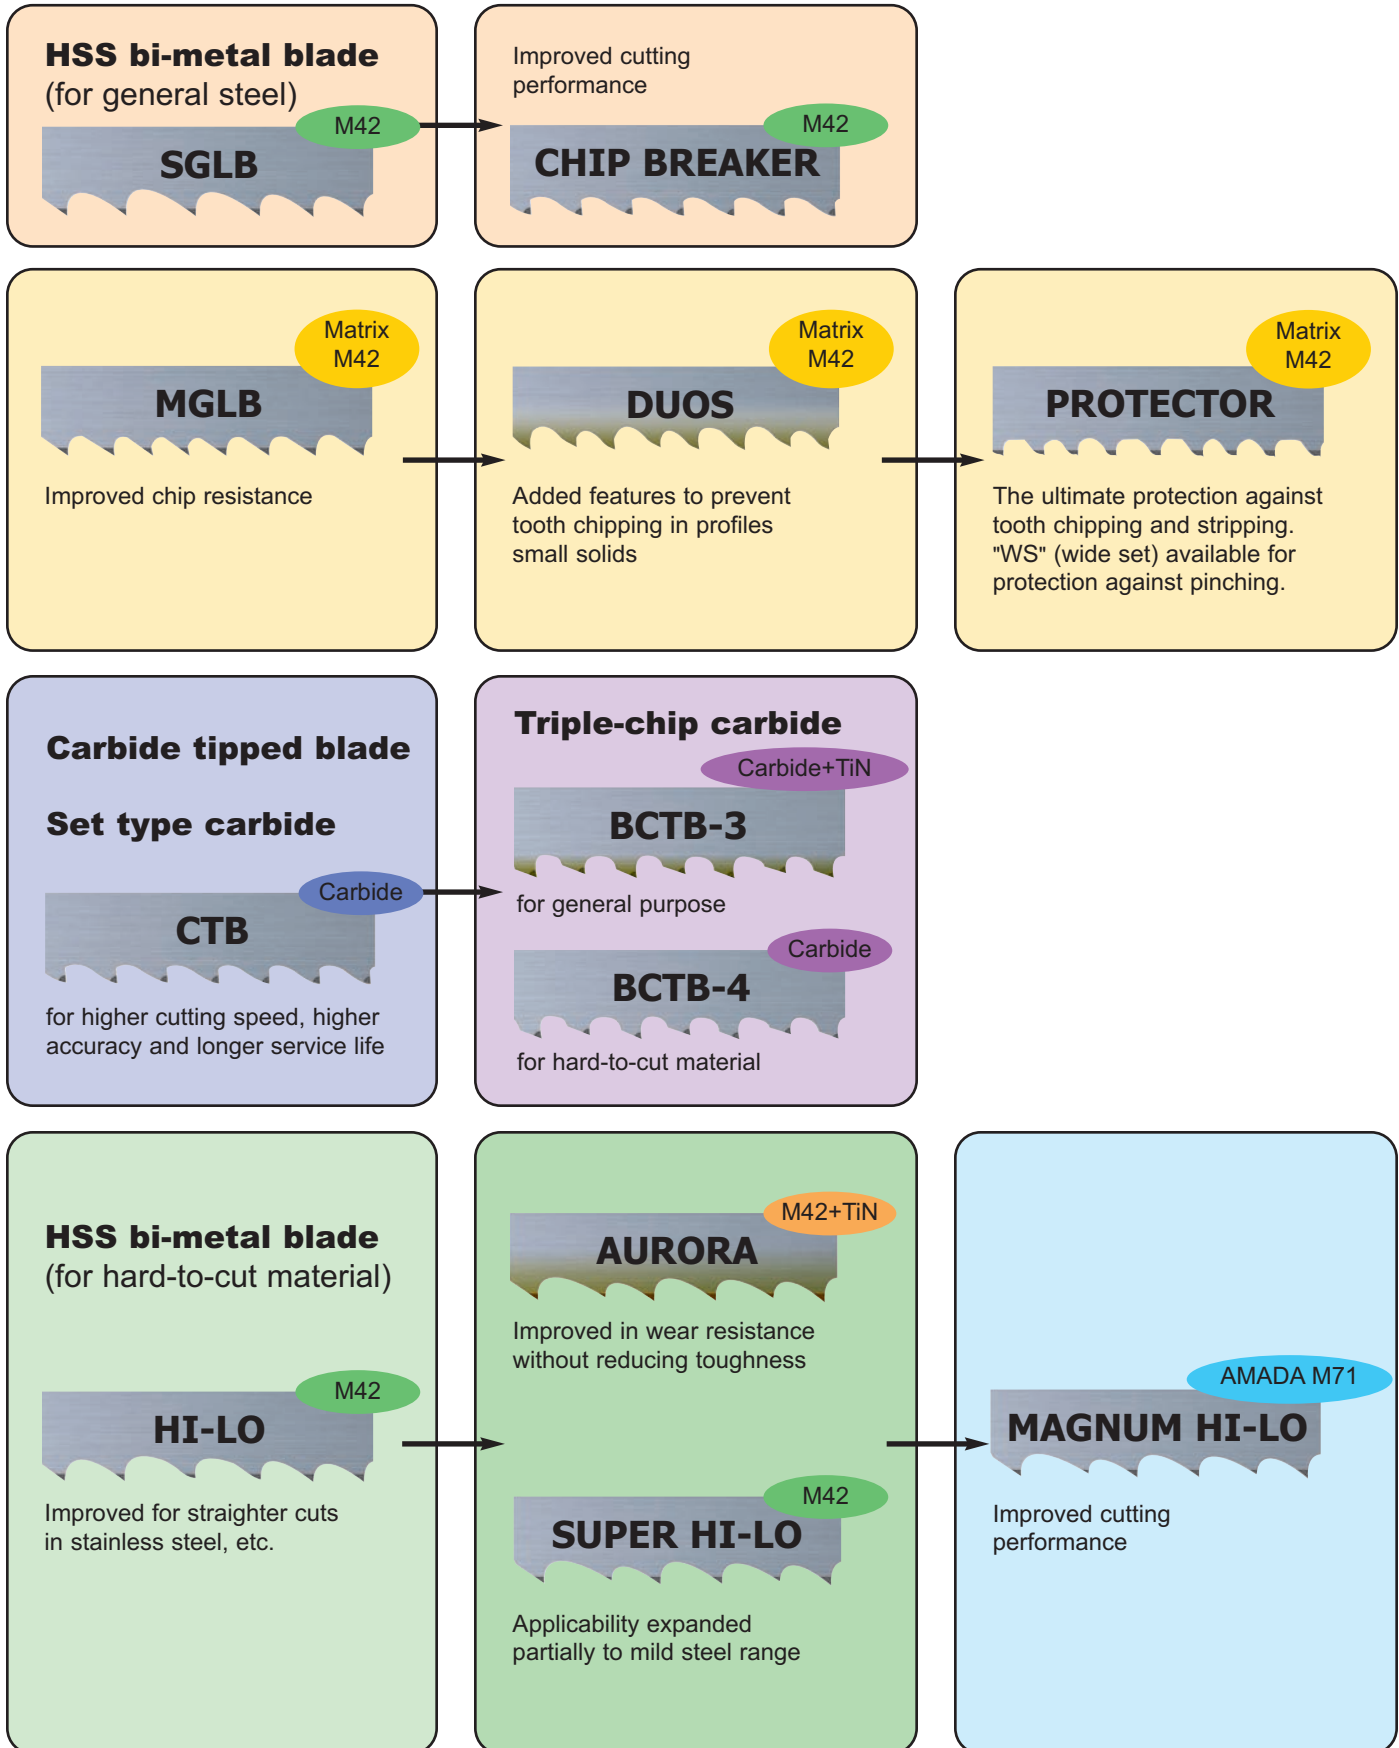 HSS bi-metal blade
(for general steel)
M42
SGLB
Improved cutting
performance
M42
CHIP BREAKER
Matrix
M42
MGLB
Improved chip resistance
Matrix
M42
DUOS
Added features to prevent
tooth chipping in profiles
small solids
Matrix
M42
PROTECTOR
The ultimate protection against
tooth chipping and stripping.
"WS" (wide set) available for
protection against pinching.
Carbide tipped blade
Set type carbide
Carbide
CTB
for higher cutting speed, higher
accuracy and longer service life
Triple-chip carbide
Carbide+TiN
BCTB-3
for general purpose
Carbide
BCTB-4
for hard-to-cut material
HSS bi-metal blade
(for hard-to-cut material)
M42
HI-LO
Improved for straighter cuts
in stainless steel, etc.
M42+TiN
AURORA
Improved in wear resistance
without reducing toughness
M42
SUPER HI-LO
Applicability expanded
partially to mild steel range
AMADA M71
MAGNUM HI-LO
Improved cutting
performance